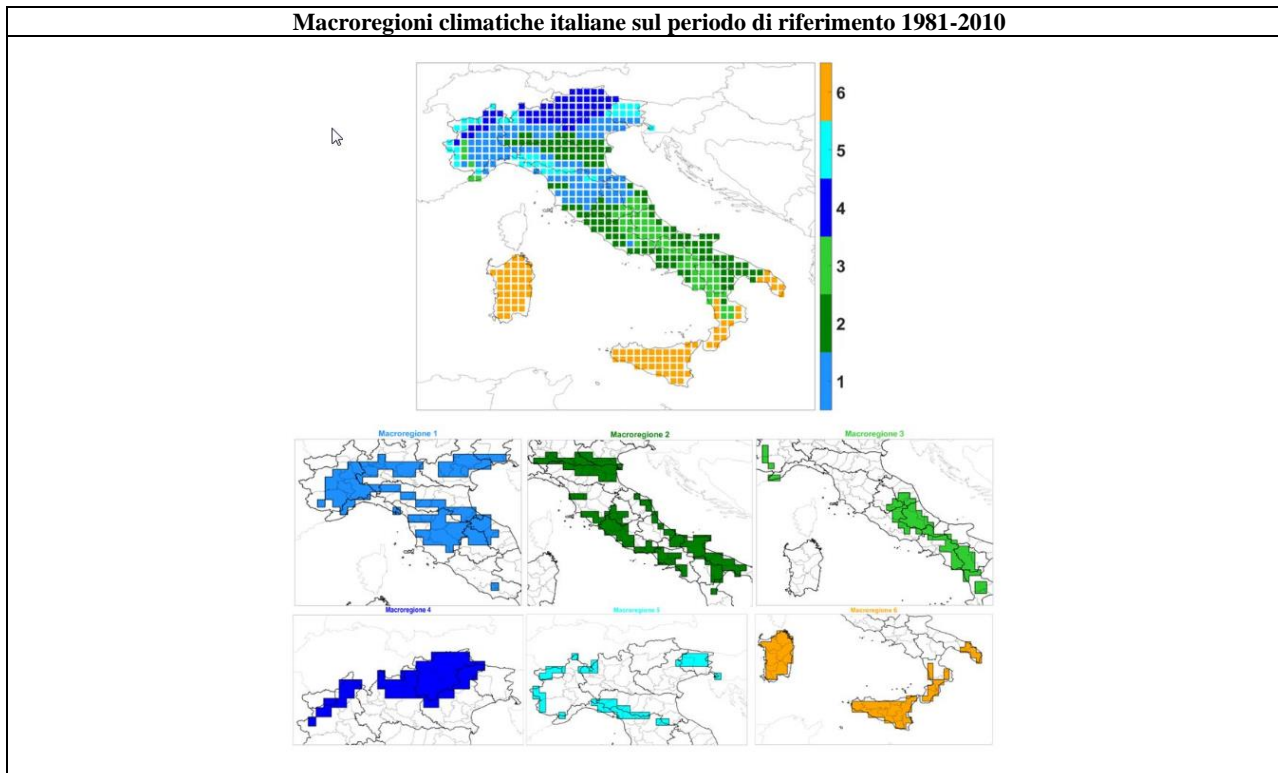 Macroregioni climatiche italiane sul periodo di riferimento 1981-2010
6
5
4
3
2
1
Macroregione 1
Macroregione 2
Macroregione 3
Macroregione 4
Macroregione 5
Macroregione 6